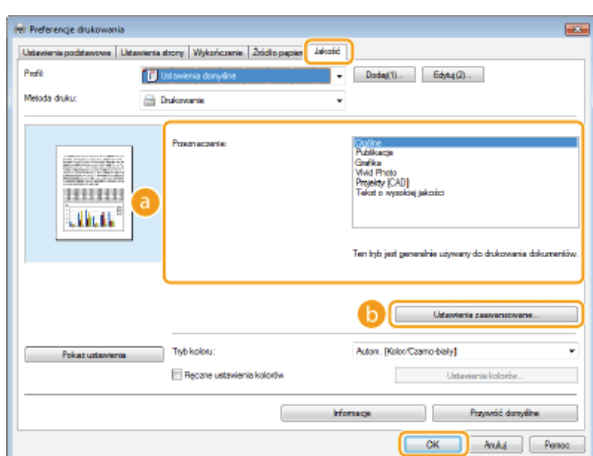 Preferencje drukowania
Ustawienia podstawowe Ustawienia strony Wykończenie Źródło papieru Jakość
Profil: Ustawienia domyślne Dodaj(1)... Edytuj(2)...
Metoda druku: Drukowanie
Przeznaczenie:
Ogólne
Publikacje
Grafika
Vivid Photo
Projekty [CAD]
Tekst o wysokiej jakości
a
Ten tryb jest generalnie używany do drukowania dokumentów.
b Ustawienia zaawansowane...
Pokaż ustawienia Tryb koloru: Autom. [Kolor/Czarno-biały]
Ręczne ustawienia kolorów Ustawienia kolorów...
Informacje Przywróć domyślne
OK Anuluj Pomoc